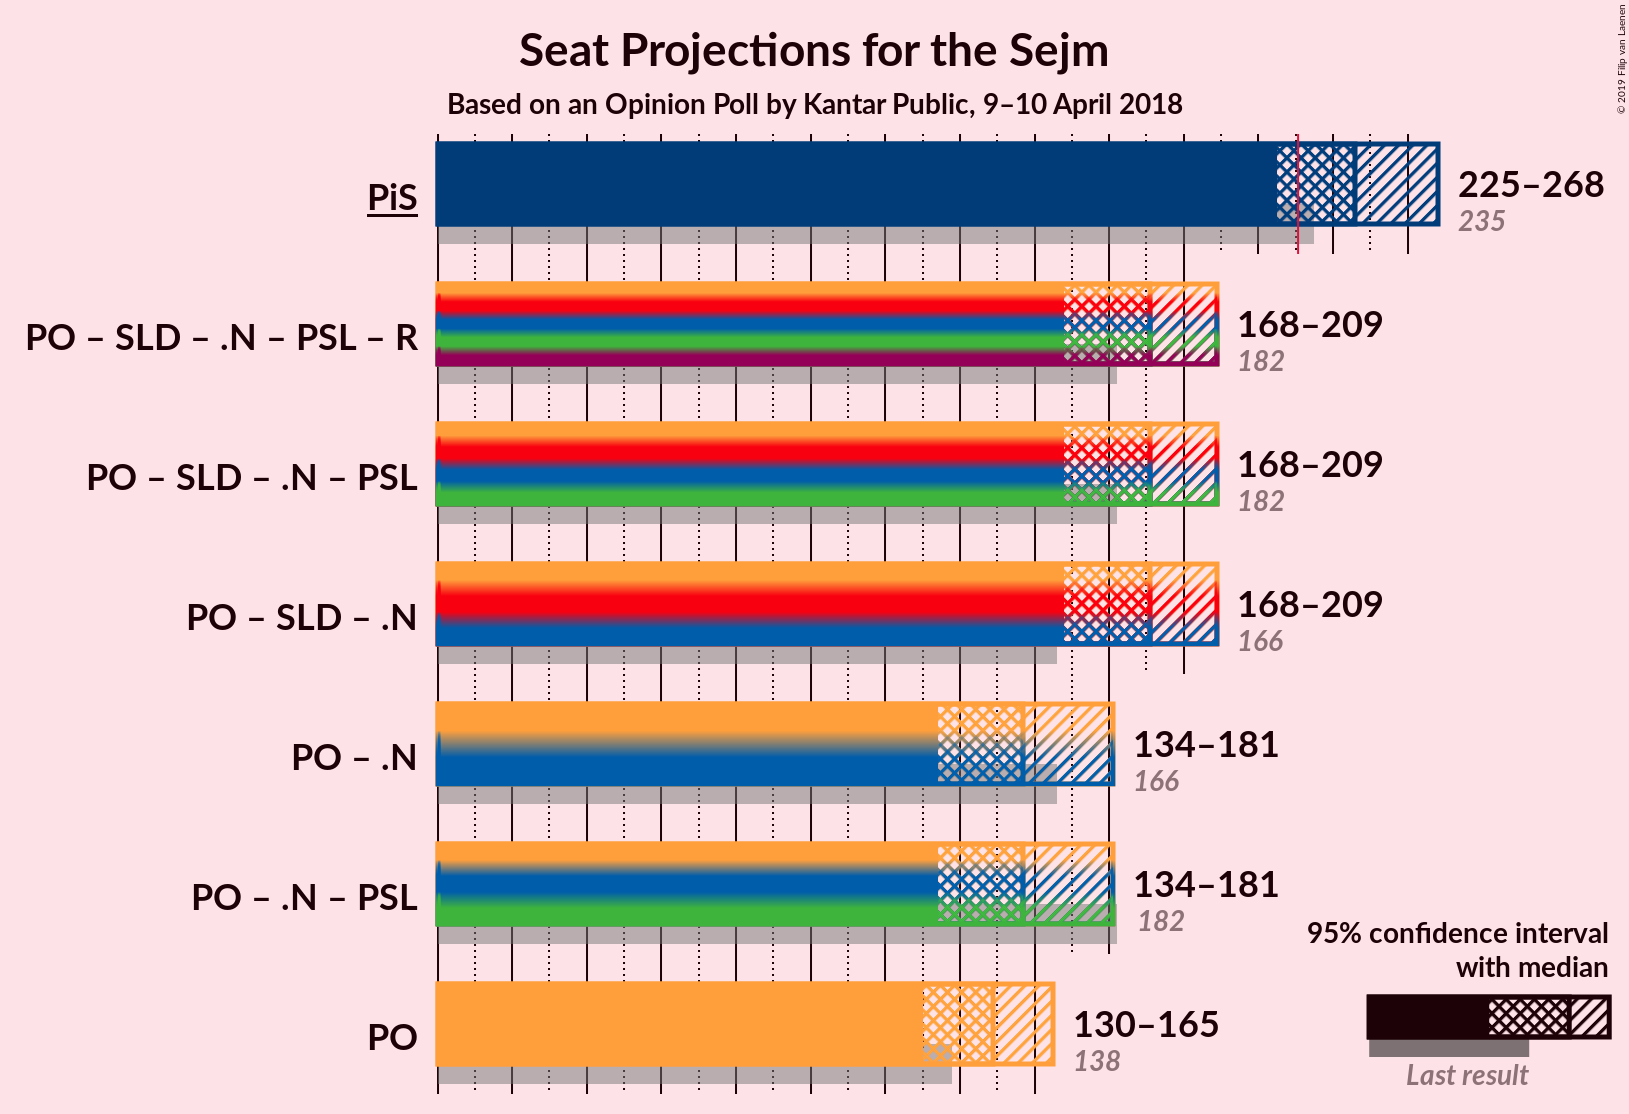 Seat Projections for the Sejm
Based on an Opinion Poll by Kantar Public, 9–10 April 2018
© 2019 Filip van Laenen
PiS
225–268
235
PO – SLD – .N – PSL – R
168–209
182
PO – SLD – .N – PSL
168–209
182
PO – SLD – .N
168–209
166
PO – .N
134–181
166
PO – .N – PSL
134–181
182
PO
130–165
138
95% confidence interval
with median
Last result